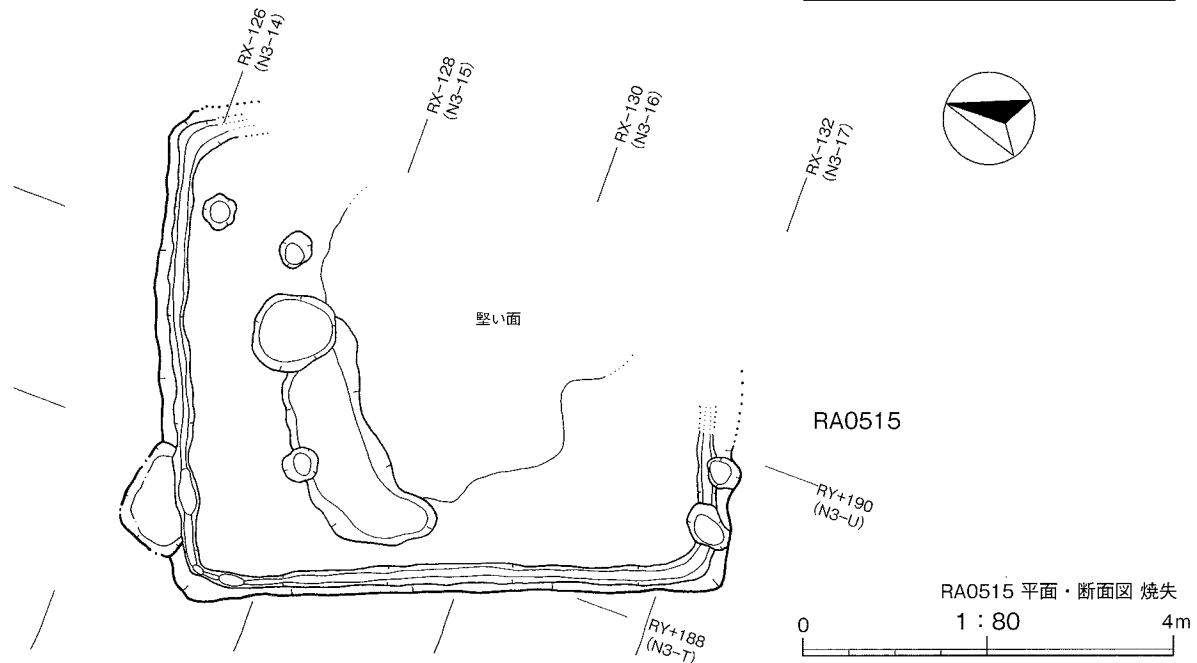 RX-126
(N3-14)
RX-128
(N3-15)
RX-130
(N3-16)
RX-132
(N3-17)
堅い面
RA0515
RY+190
(N3-U)
RY+188
(N3-T)
RA0515 平面・断面図 焼失
1：80
0
4m